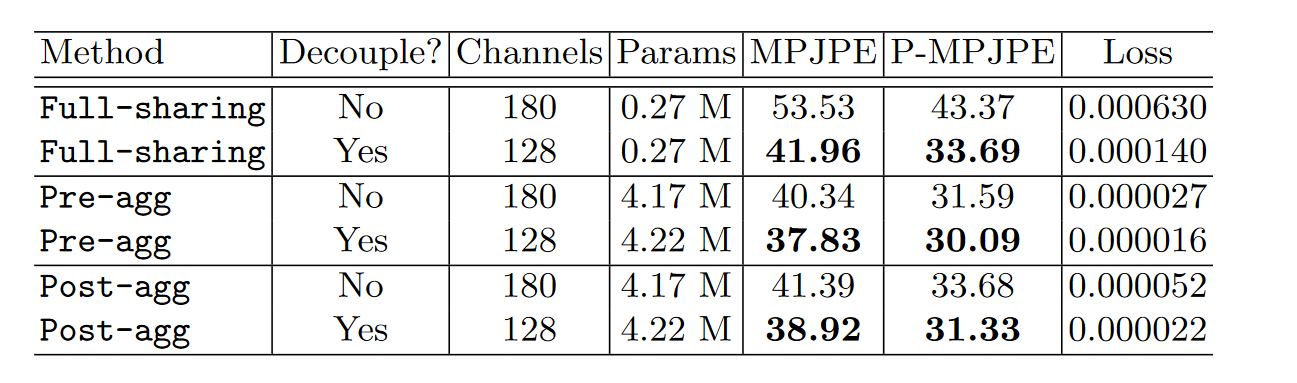 Method Decouple? Channels Params MPJPE P-MPJPE Loss
Full-sharing No 180 0.27 M 53.53 43.37 0.000630
Full-sharing Yes 128 0.27 M 41.96 33.69 0.000140
Pre-agg No 180 4.17 M 40.34 31.59 0.000027
Pre-agg Yes 128 4.22 M 37.83 30.09 0.000016
Post-agg No 180 4.17 M 41.39 33.68 0.000052
Post-agg Yes 128 4.22 M 38.92 31.33 0.000022